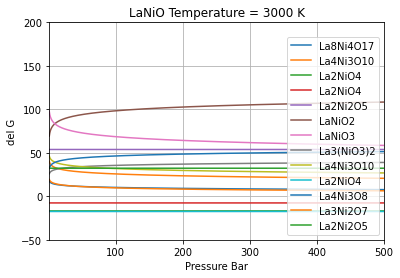 LaNiO Temperature = 3000 K
200
150
100
50
0
−50
del G
100
200
300
400
500
Pressure Bar
La8Ni4O17
La4Ni3O10
La2NiO4
La2NiO4
La2Ni2O5
LaNiO2
LaNiO3
La3(NiO3)2
La4Ni3O10
La2NiO4
La4Ni3O8
La3Ni2O7
La2Ni2O5